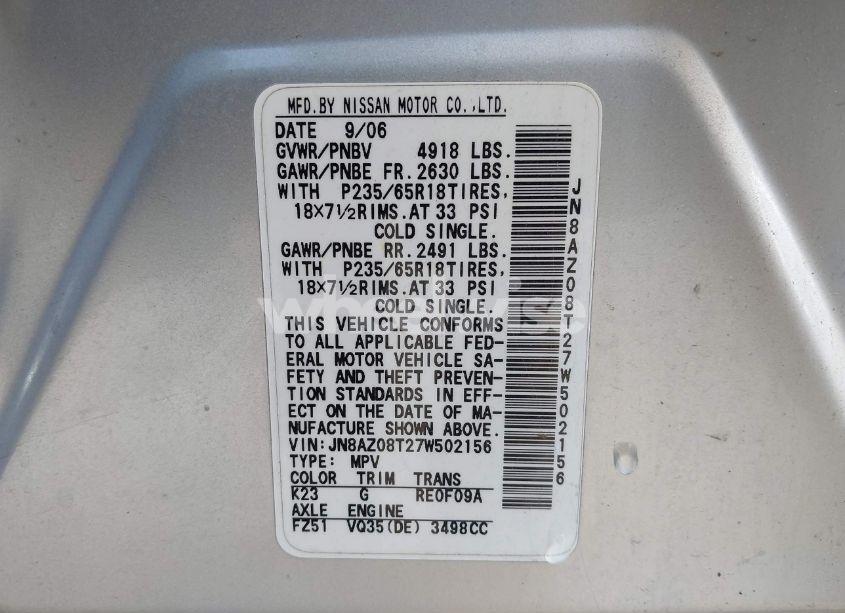 MFD.BY NISSAN MOTOR CO.,LTD.
DATE 9/06
GVWR/PNBV 4918 LBS.
GAWR/PNBE FR. 2630 LBS.
WITH P235/65R18TIRES,
18×7½RIMS.AT 33 PSI
COLD SINGLE.
GAWR/PNBE RR. 2491 LBS.
WITH P235/65R18TIRES,
18×7½RIMS.AT 33 PSI
COLD SINGLE.
THIS VEHICLE CONFORMS
TO ALL APPLICABLE FED-
ERAL MOTOR VEHICLE SA-
FETY AND THEFT PREVEN-
TION STANDARDS IN EFF-
ECT ON THE DATE OF MA-
NUFACTURE SHOWN ABOVE.
VIN:JN8AZ08T27W502156
TYPE: MPV
COLOR TRIM TRANS
K23 G RE0F09A
AXLE ENGINE
FZ51 VQ35(DE) 3498CC
JN8AZ08T27W502156